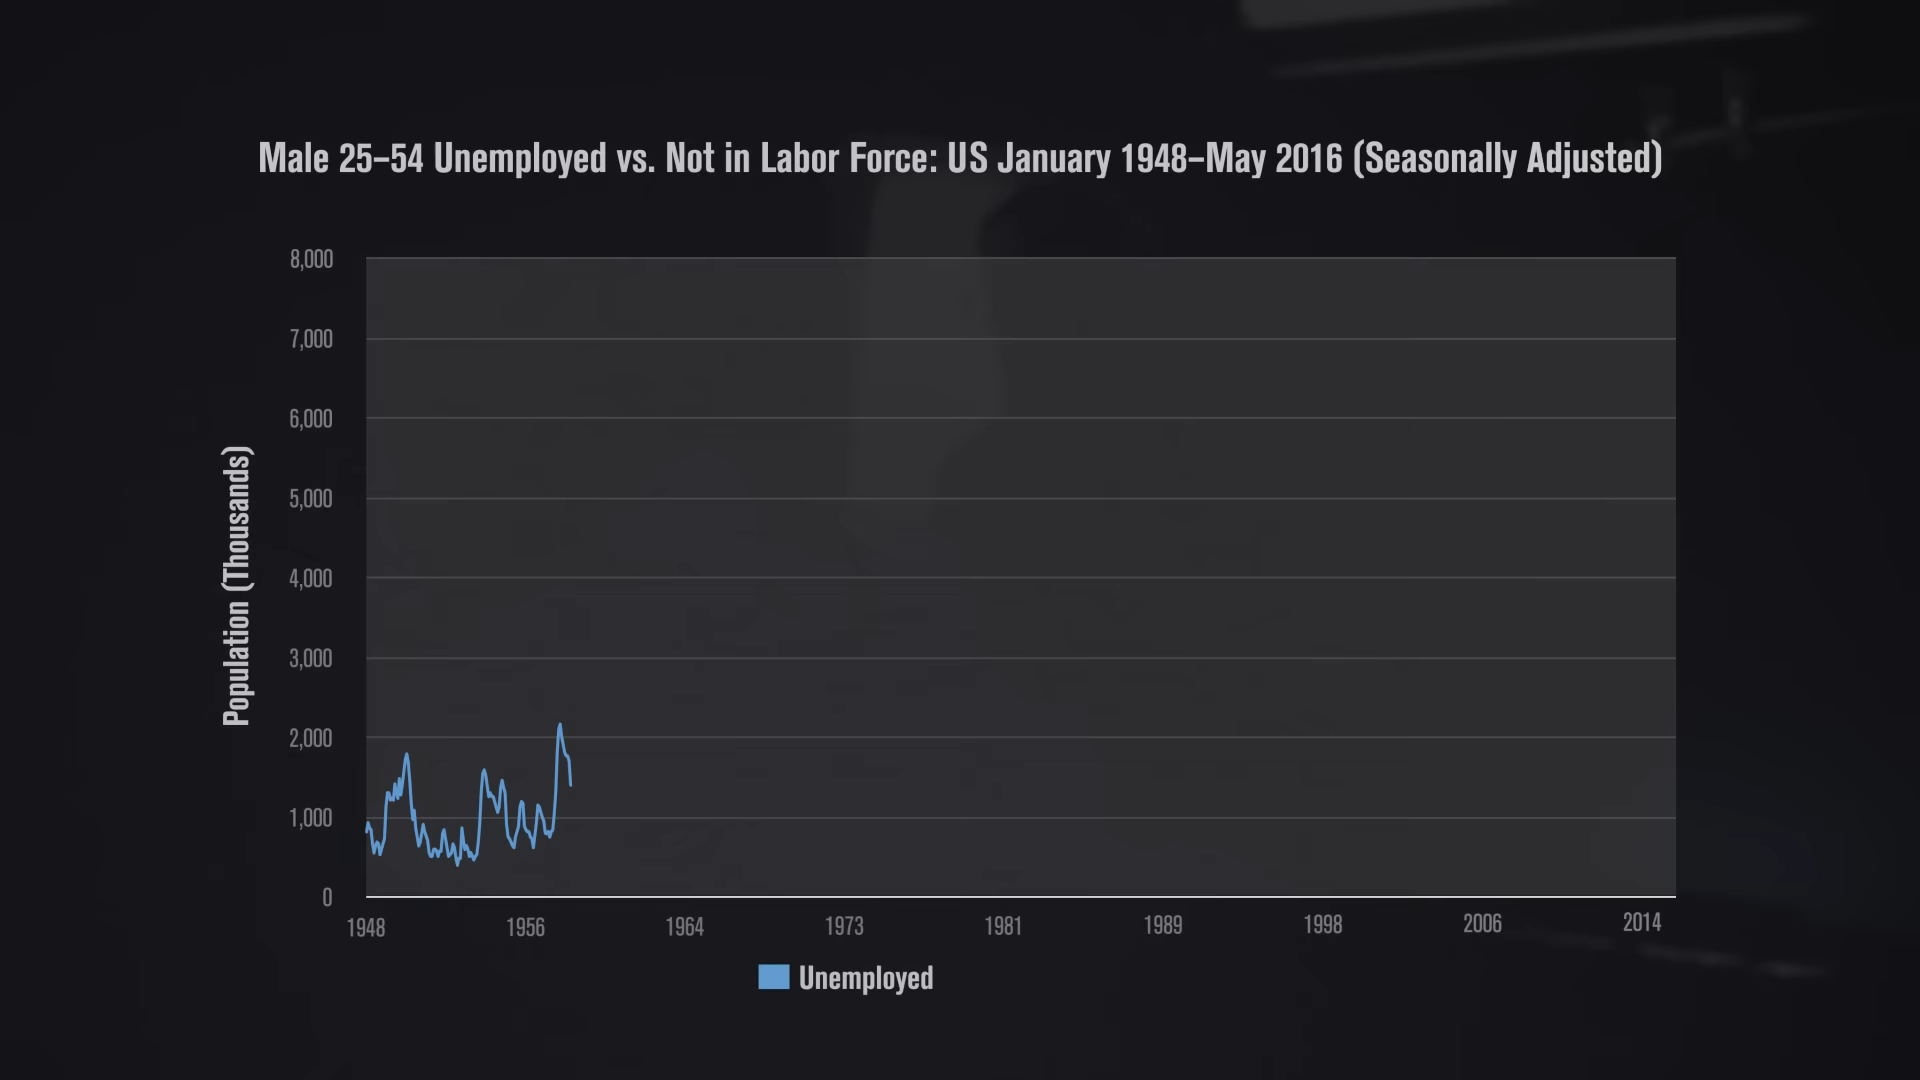 Male 25–54 Unemployed vs. Not in Labor Force: US January 1948–May 2016 (Seasonally Adjusted)
Population (Thousands)
8,000
7,000
6,000
5,000
4,000
3,000
2,000
1,000
0
1948 1956 1964 1973 1981 1989 1998 2006 2014
Unemployed